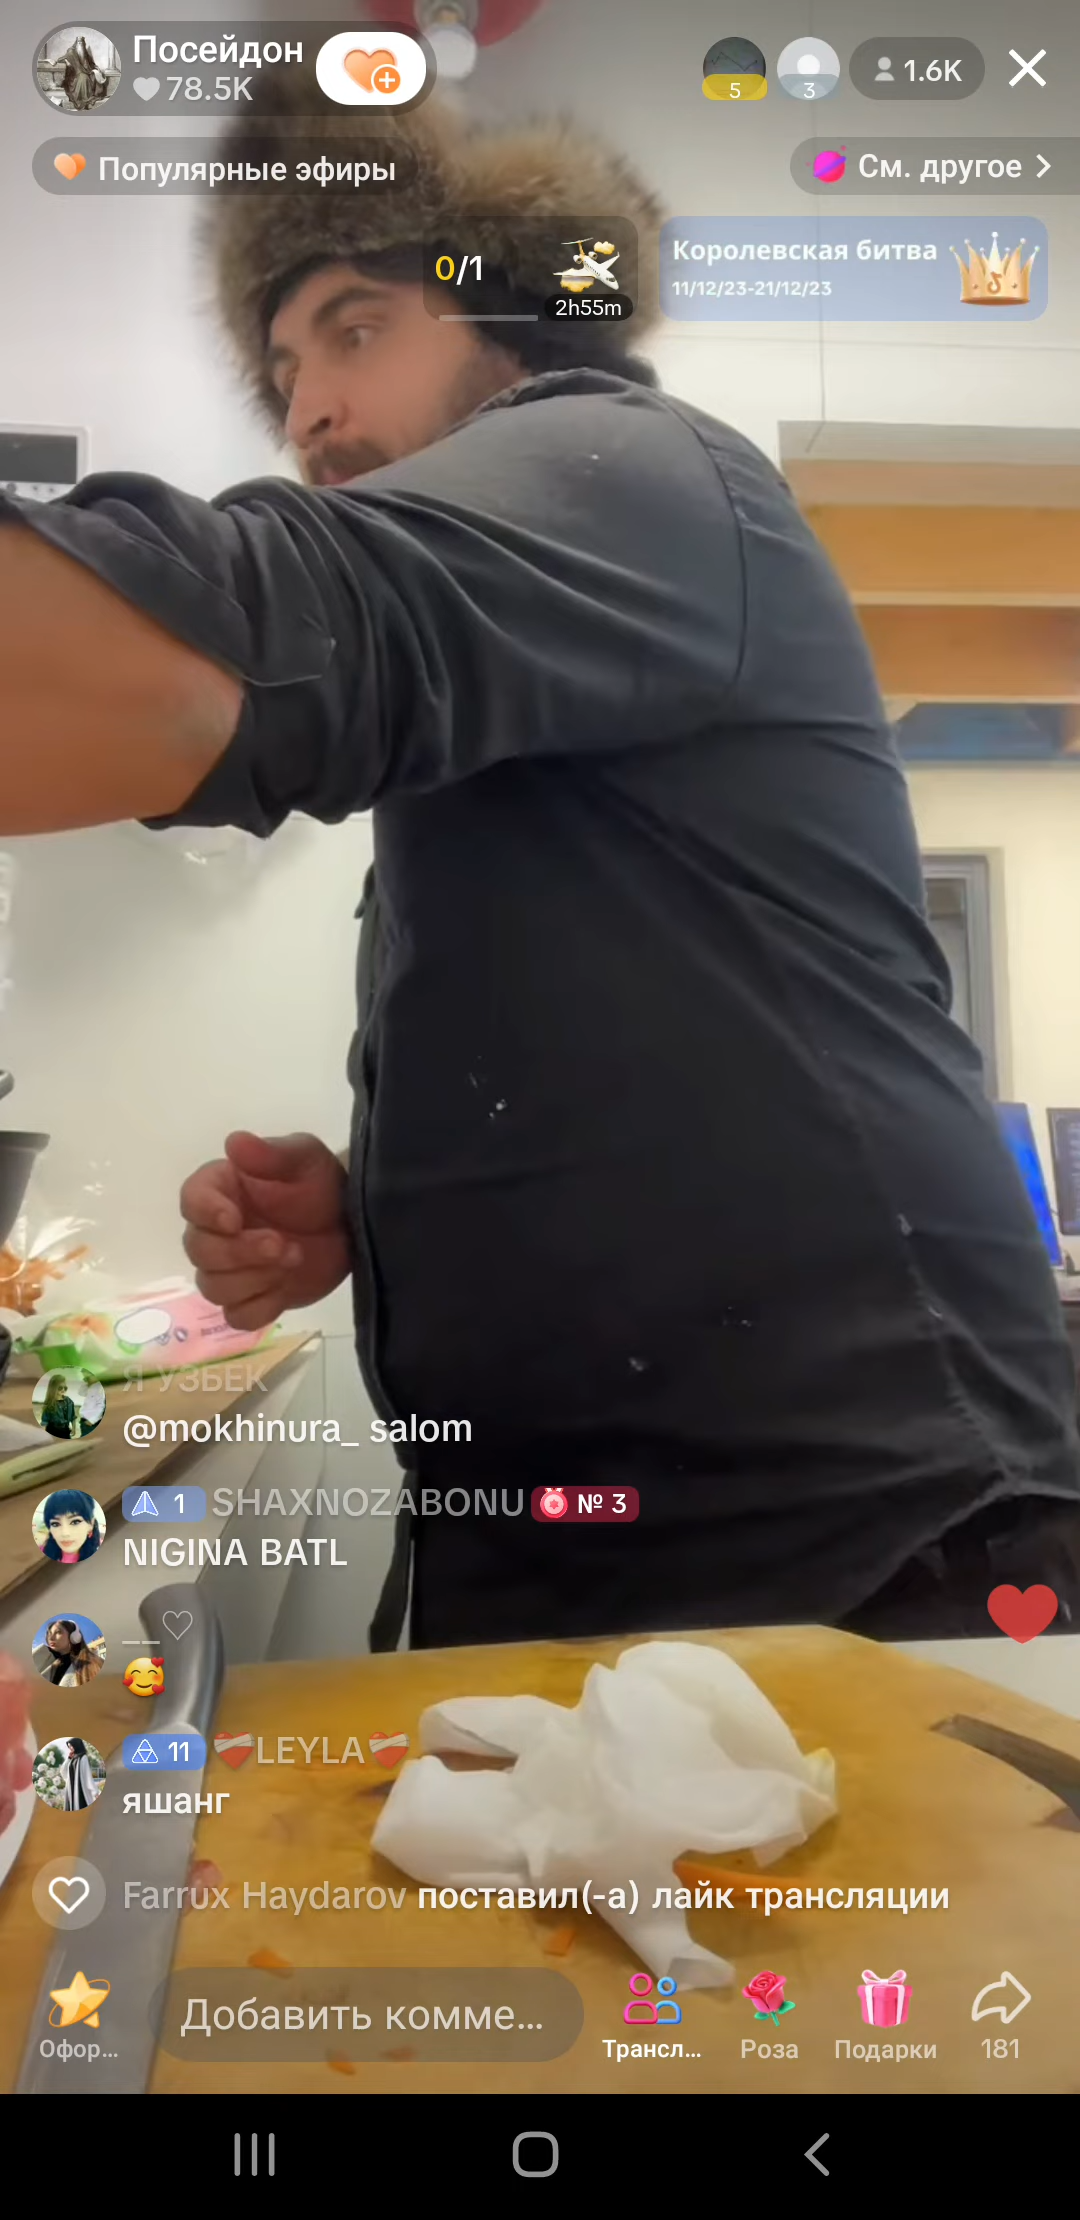 Посейдон
78.5K
5
3
1.6K
Популярные эфиры
См. другое
0/1
2h55m
Королевская битва
11/12/23-21/12/23
Я УЗБЕК
@mokhinura_ salom
1 SHAXNOZABONU № 3
NIGINA BATL
__♡
🥰
11 ❤️‍🩹LEYLA❤️‍🩹
яшанг
Farrux Haydarov поставил(-а) лайк трансляции
Офор...
Добавить комме...
Трансл...
Роза
Подарки
181